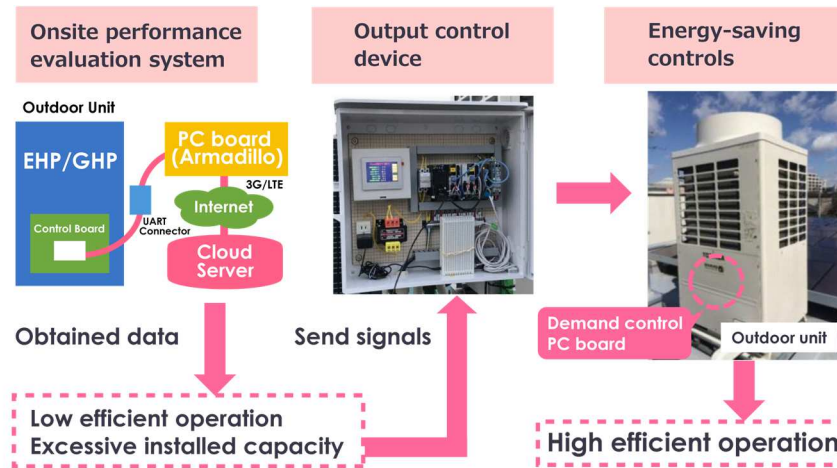 Onsite performance
evaluation system
Output control
device
Energy-saving
controls
Outdoor Unit
EHP/GHP
Control Board
UART
Connector
PC board
(Armadillo)
3G/LTE
Internet
Cloud
Server
Demand control
PC board
Outdoor unit
Obtained data
Send signals
Low efficient operation
Excessive installed capacity
High efficient operation